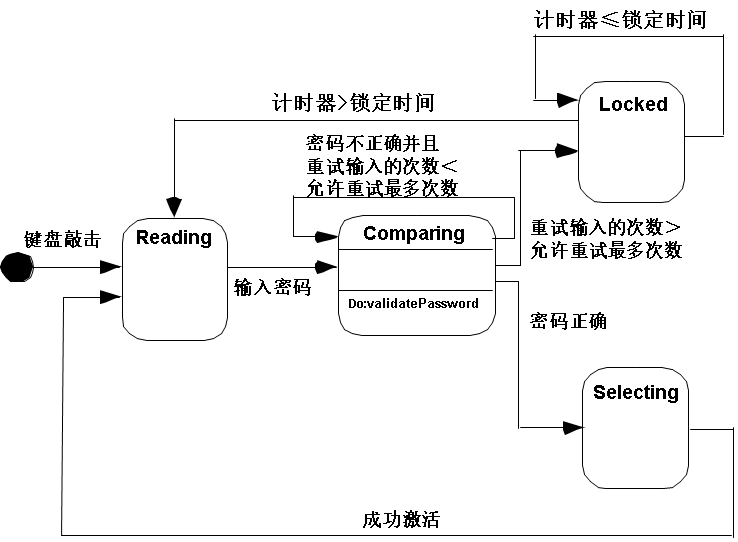 计时器≤锁定时间
Locked
计时器>锁定时间
密码不正确并且
重试输入的次数<
允许重试最多次数
键盘敲击
Reading
Comparing
重试输入的次数>
允许重试最多次数
输入密码
Do:validatePassword
密码正确
Selecting
成功激活